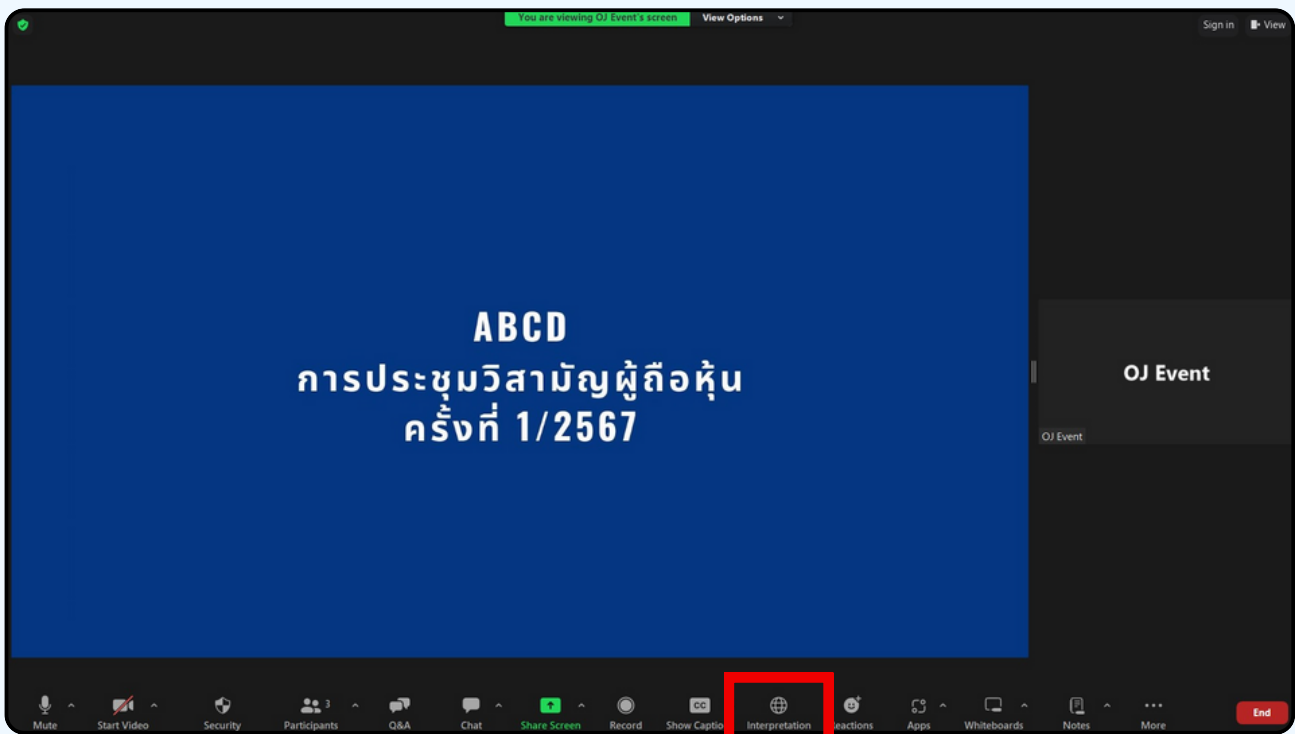 You are viewing OJ Event's screen View Options
Sign in View
ABCD
การประชุมวิสามัญผู้ถือหุ้น
ครั้งที่ 1/2567
OJ Event
OJ Event
3
CC
Mute Start Video Security Participants Q&A Chat Share Screen Record Show Captio Interpretation eactions Apps Whiteboards Notes More End